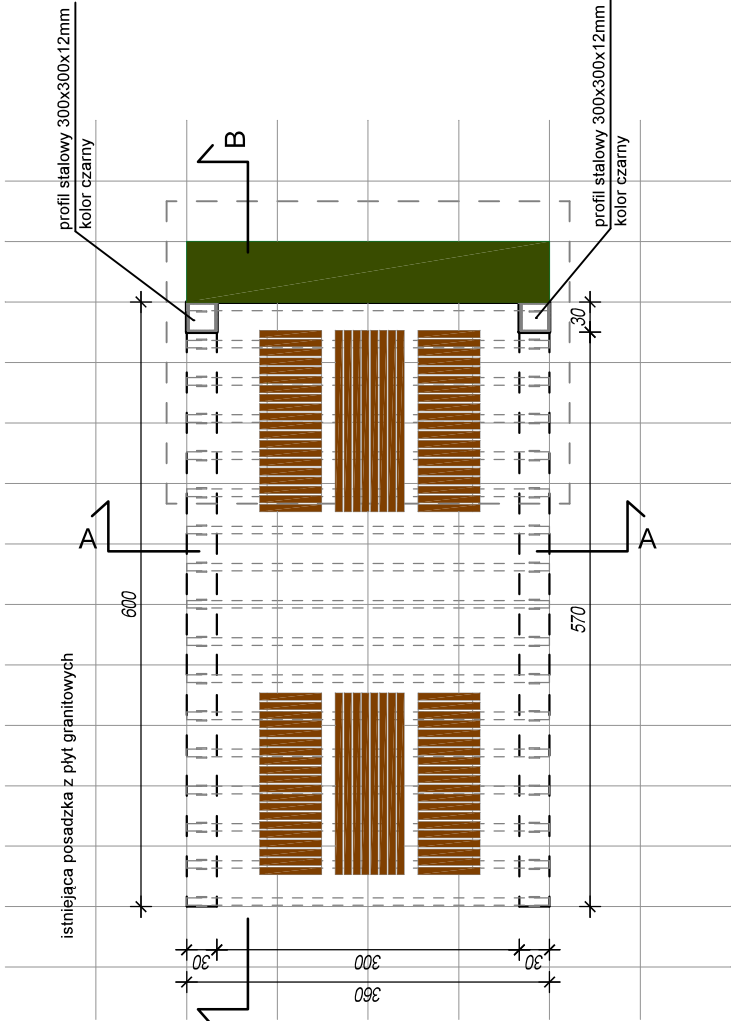 profil stalowy 300x300x12mm
kolor czarny
profil stalowy 300x300x12mm
kolor czarny
B
30
A
A
600
570
istniejąca posadzka z płyt granitowych
30
300
30
360